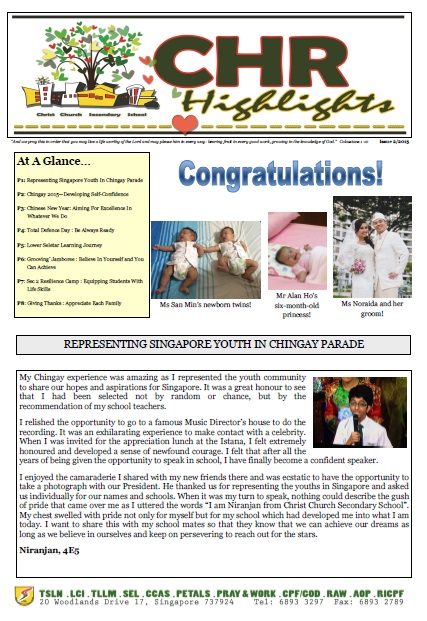 CHR
Highlights
Christ Church Secondary School
"And we pray this in order that you may live a life worthy of the Lord and may please him in every way: bearing fruit in every good work, growing in the knowledge of God." Colossians 1:10
Issue 2/2015
At A Glance…
P1: Representing Singapore Youth In Chingay Parade
P2: Chingay 2015—Developing Self-Confidence
P3: Chinese New Year: Aiming For Excellence In
Whatever We Do
P4: Total Defence Day : Be Always Ready
P5: Lower Seletar Learning Journey
P6: Grooving' Jamboree : Believe In Yourself and You
Can Achieve
P7: Sec 2 Resilience Camp : Equipping Students With
Life Skills
P8: Giving Thanks : Appreciate Each Family
Congratulations!
Ms San Min's newborn twins!
Mr Alan Ho's
six-month-old
princess!
Ms Noraida and her
groom!
REPRESENTING SINGAPORE YOUTH IN CHINGAY PARADE
My Chingay experience was amazing as I represented the youth community
to share our hopes and aspirations for Singapore. It was a great honour to see
that I had been selected not by random or chance, but by the
recommendation of my school teachers.
I relished the opportunity to go to a famous Music Director's house to do the
recording. It was an exhilarating experience to make contact with a celebrity.
When I was invited for the appreciation lunch at the Istana, I felt extremely
honoured and developed a sense of newfound courage. I felt that after all the
years of being given the opportunity to speak in school, I have finally become a confident speaker.
I enjoyed the camaraderie I shared with my new friends there and was ecstatic to have the opportunity to
take a photograph with our President. He thanked us for representing the youths in Singapore and asked
us individually for our names and schools. When it was my turn to speak, nothing could describe the gush
of pride that came over me as I uttered the words "I am Niranjan from Christ Church Secondary School".
My chest swelled with pride not only for myself but for my school which had developed me into what I am
today. I want to share this with my school mates so that they know that we can achieve our dreams as
long as we believe in ourselves and keep on persevering to reach out for the stars.
Niranjan, 4E5
TSLN . LCI . TLLM . SEL . CCAS . PETALS . PRAY & WORK . CPF/COD . RAW . AOP . RICPF
20 Woodlands Drive 17, Singapore 737924 Tel: 6893 3297 Fax: 6893 2789